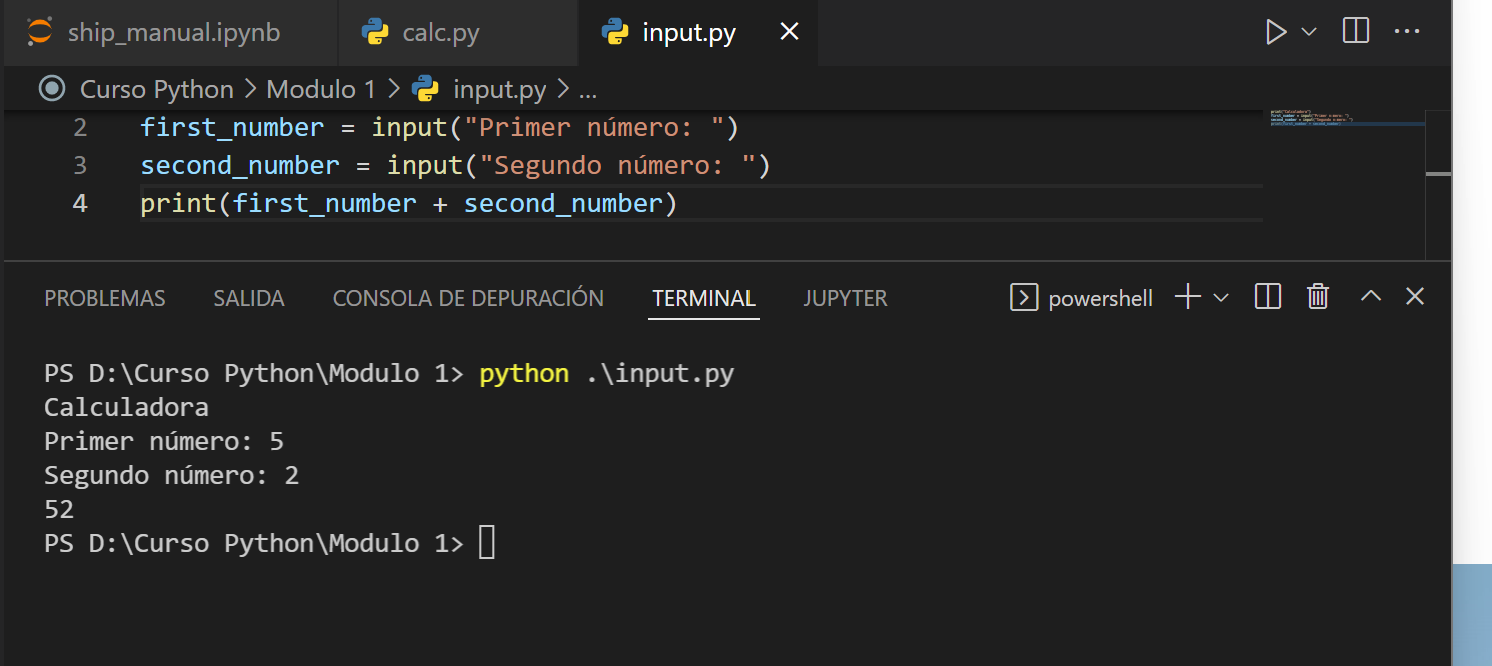 ship_manual.ipynb calc.py input.py
Curso Python > Modulo 1 > input.py > ...
2 first_number = input("Primer número: ")
3 second_number = input("Segundo número: ")
4 print(first_number + second_number)
PROBLEMAS SALIDA CONSOLA DE DEPURACIÓN TERMINAL JUPYTER powershell
PS D:\Curso Python\Modulo 1> python .\input.py
Calculadora
Primer número: 5
Segundo número: 2
52
PS D:\Curso Python\Modulo 1>